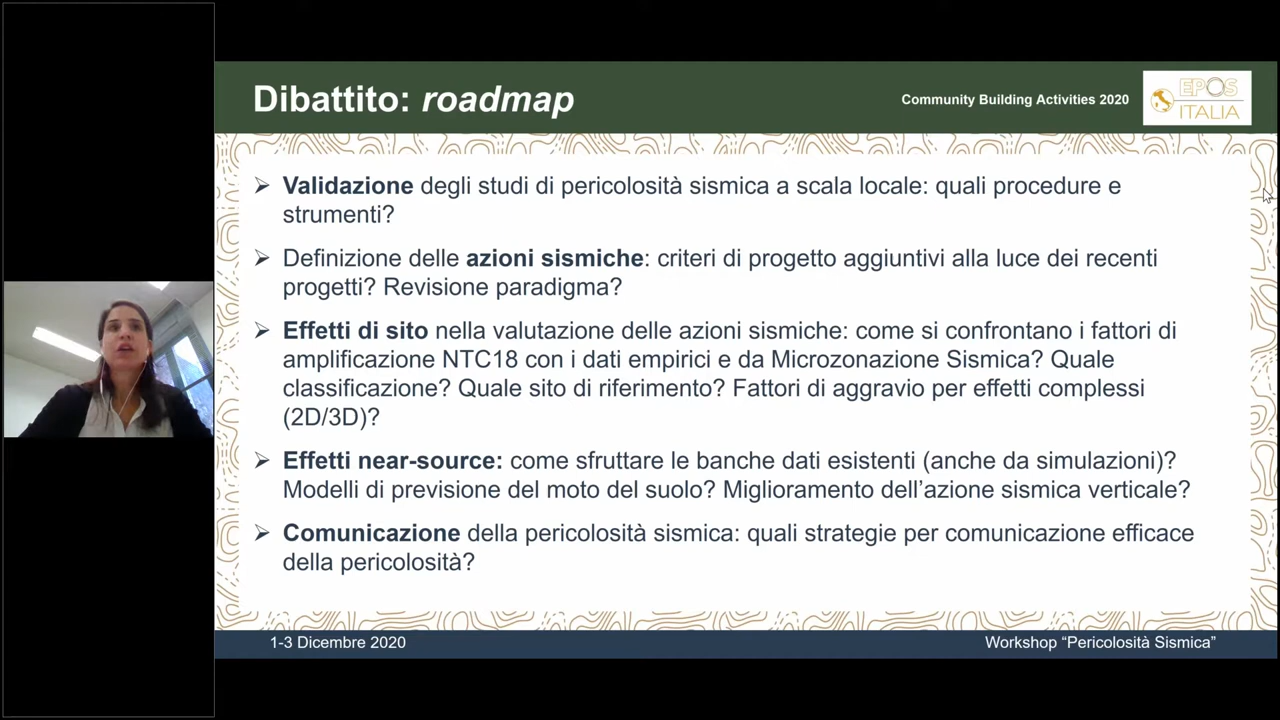 Dibattito: roadmap
Community Building Activities 2020
EPOS
ITALIA
➢ Validazione degli studi di pericolosità sismica a scala locale: quali procedure e
strumenti?
➢ Definizione delle azioni sismiche: criteri di progetto aggiuntivi alla luce dei recenti
progetti? Revisione paradigma?
➢ Effetti di sito nella valutazione delle azioni sismiche: come si confrontano i fattori di
amplificazione NTC18 con i dati empirici e da Microzonazione Sismica? Quale
classificazione? Quale sito di riferimento? Fattori di aggravio per effetti complessi
(2D/3D)?
➢ Effetti near-source: come sfruttare le banche dati esistenti (anche da simulazioni)?
Modelli di previsione del moto del suolo? Miglioramento dell’azione sismica verticale?
➢ Comunicazione della pericolosità sismica: quali strategie per comunicazione efficace
della pericolosità?
1-3 Dicembre 2020
Workshop “Pericolosità Sismica”